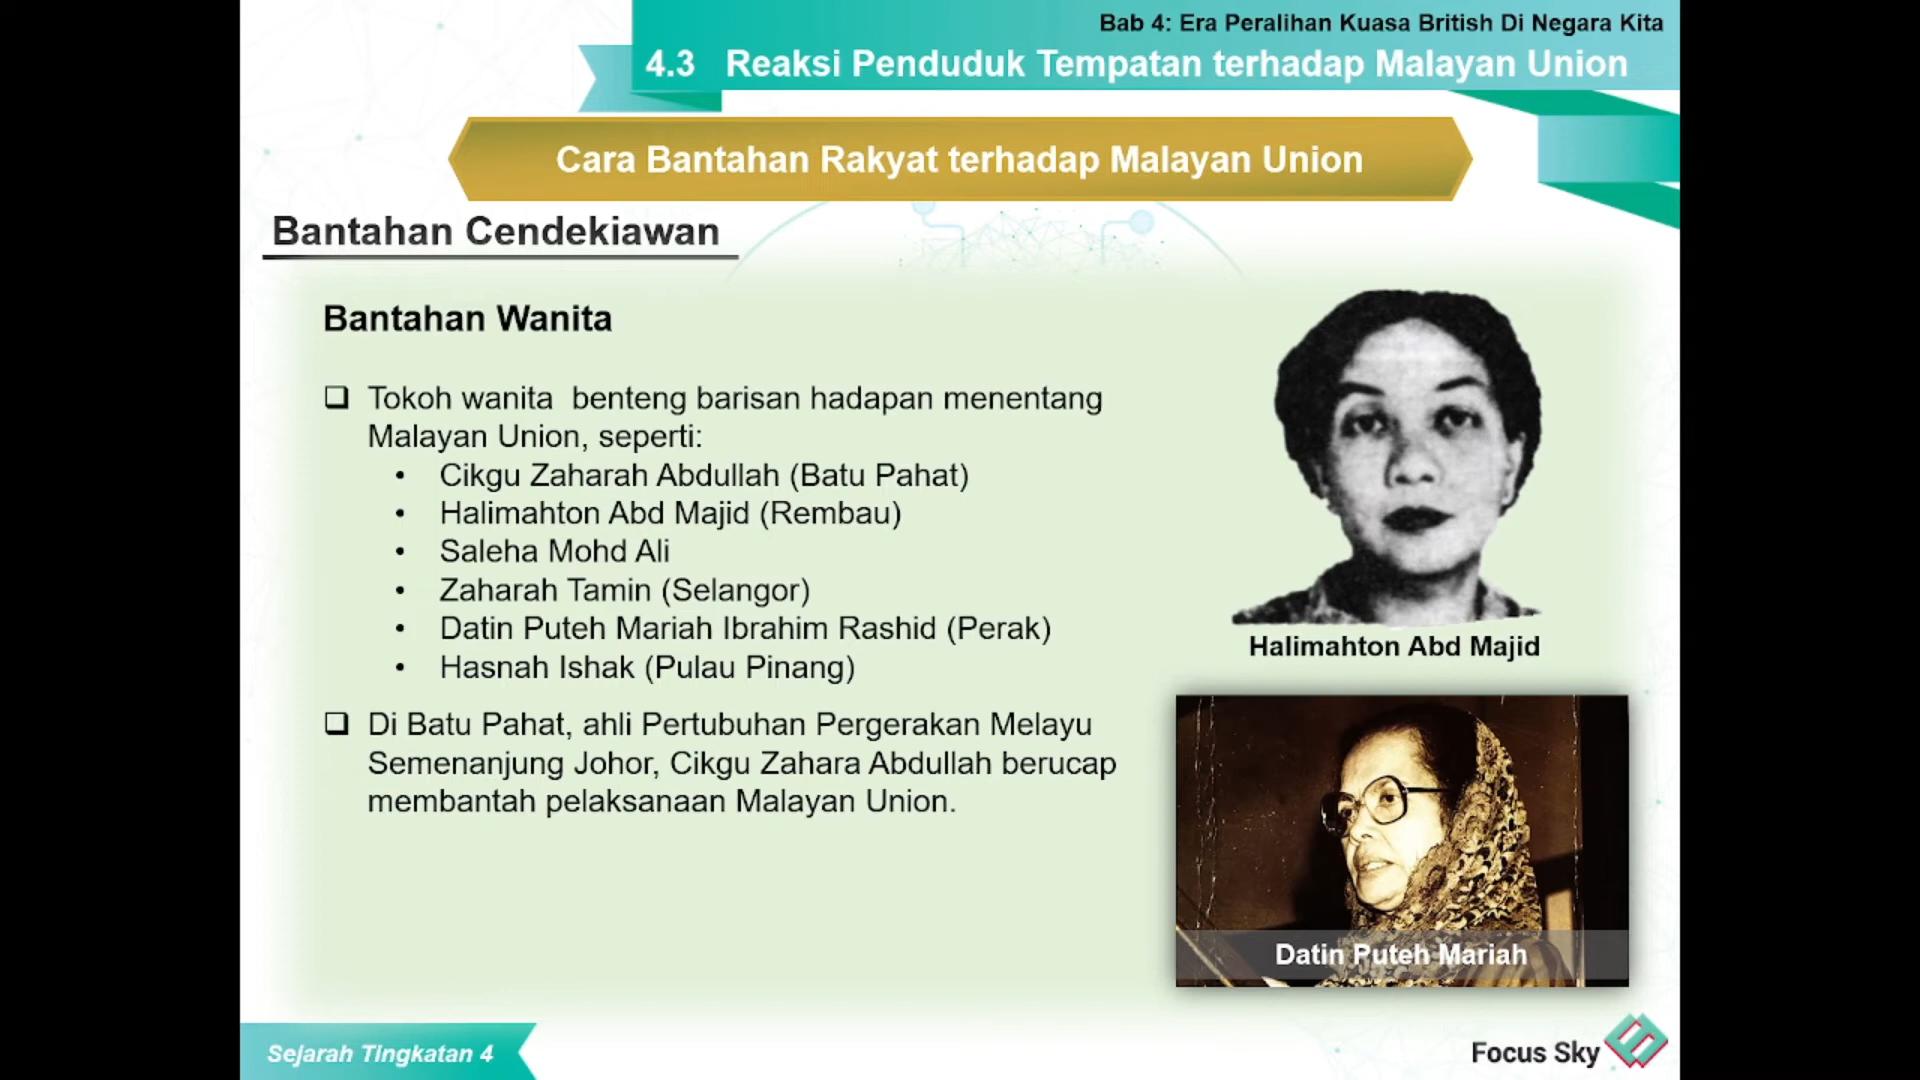 Bab 4: Era Peralihan Kuasa British Di Negara Kita
4.3 Reaksi Penduduk Tempatan terhadap Malayan Union
Cara Bantahan Rakyat terhadap Malayan Union
Bantahan Cendekiawan
Bantahan Wanita
❑ Tokoh wanita benteng barisan hadapan menentang
Malayan Union, seperti:
• Cikgu Zaharah Abdullah (Batu Pahat)
• Halimahton Abd Majid (Rembau)
• Saleha Mohd Ali
• Zaharah Tamin (Selangor)
• Datin Puteh Mariah Ibrahim Rashid (Perak)
• Hasnah Ishak (Pulau Pinang)
❑ Di Batu Pahat, ahli Pertubuhan Pergerakan Melayu
Semenanjung Johor, Cikgu Zahara Abdullah berucap
membantah pelaksanaan Malayan Union.
Halimahton Abd Majid
Datin Puteh Mariah
Sejarah Tingkatan 4
Focus Sky